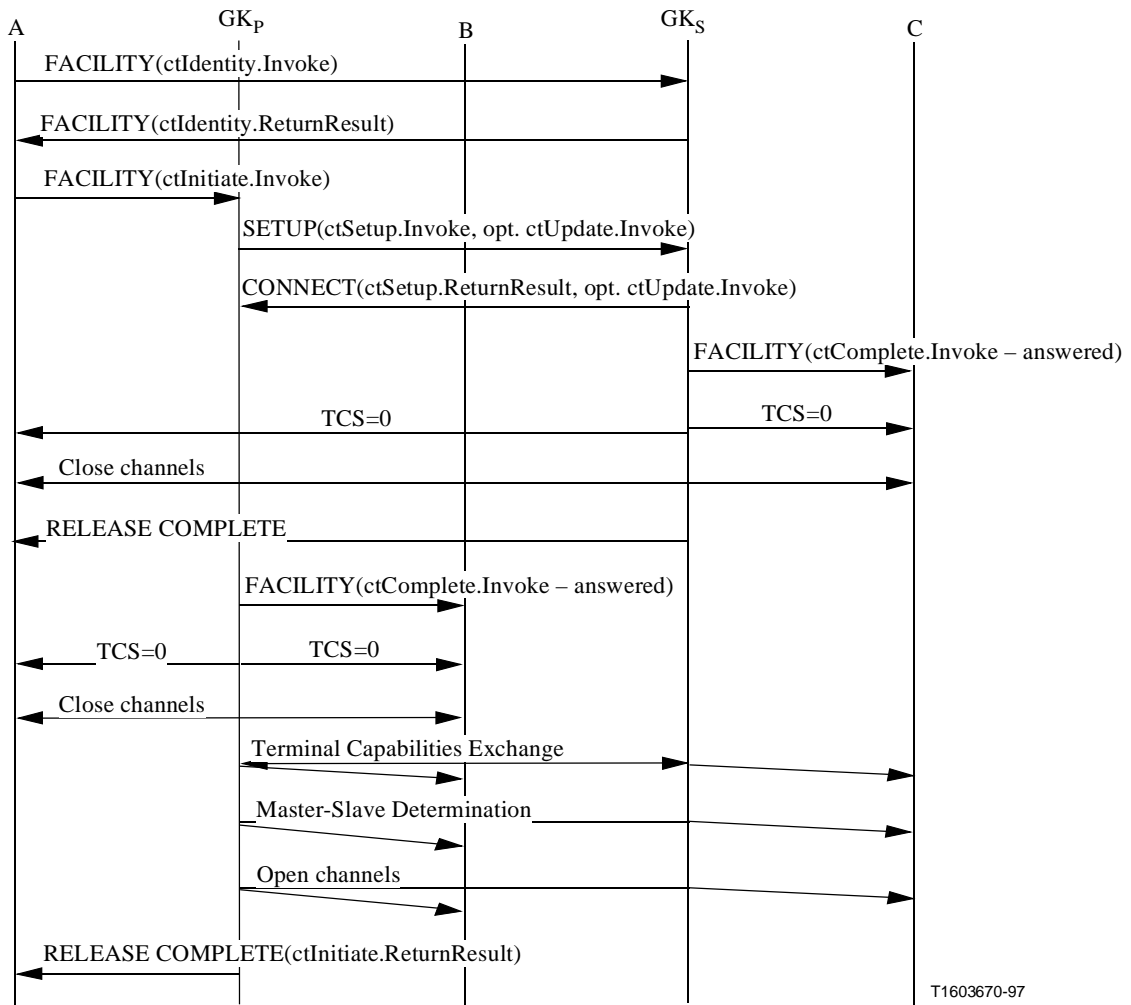 A GKP B GKS C
FACILITY(ctIdentity.Invoke)
FACILITY(ctIdentity.ReturnResult)
FACILITY(ctInitiate.Invoke)
SETUP(ctSetup.Invoke, opt. ctUpdate.Invoke)
CONNECT(ctSetup.ReturnResult, opt. ctUpdate.Invoke)
FACILITY(ctComplete.Invoke – answered)
TCS=0 TCS=0
Close channels
RELEASE COMPLETE
FACILITY(ctComplete.Invoke – answered)
TCS=0 TCS=0
Close channels
Terminal Capabilities Exchange
Master-Slave Determination
Open channels
RELEASE COMPLETE(ctInitiate.ReturnResult)
T1603670-97